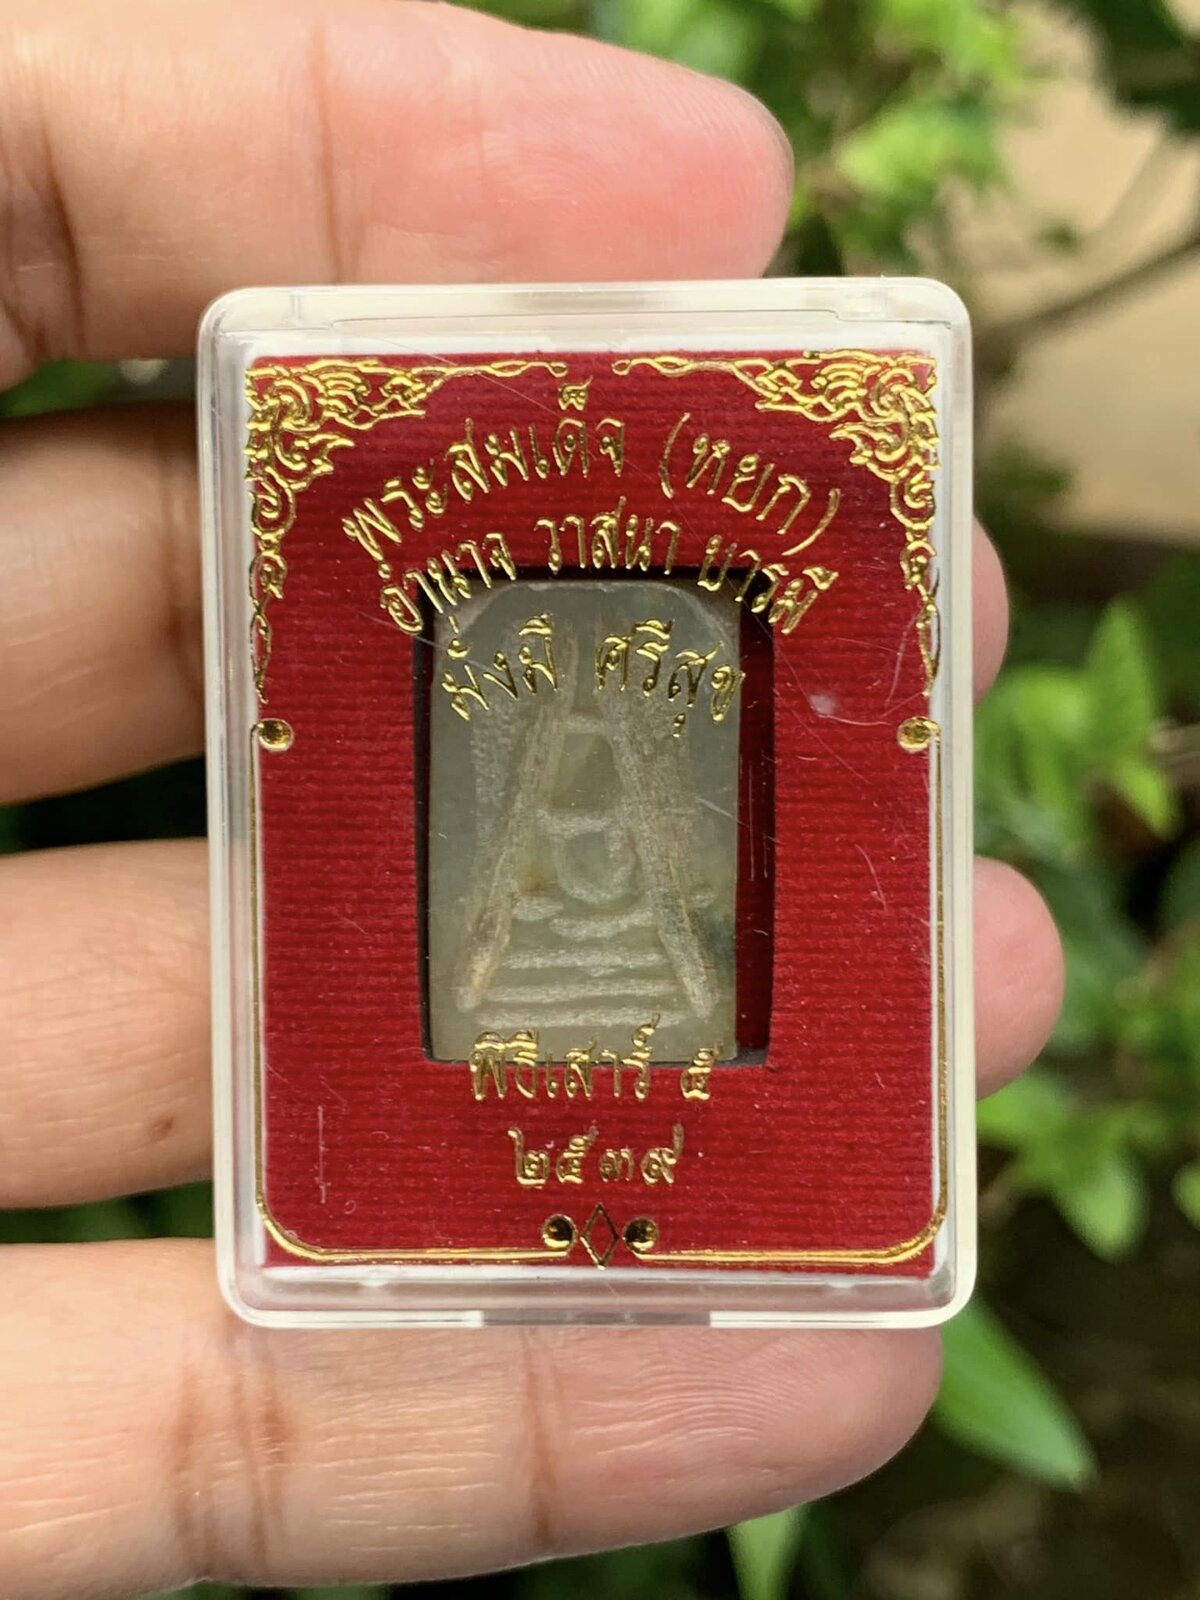 พระสมเด็จ (หยก)
อำนาจ วาสนา บารมี
มั่งมี ศรีสุข
พิธีเสาร์ ๕
๒๕๓๙